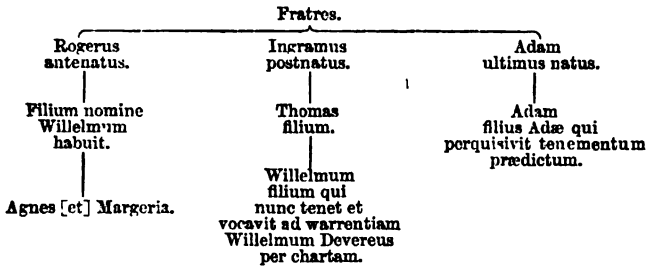 Fratres.
Rogerus
antenatus.
Ingramus
postnatus.
Adam
ultimus natus.
Filium nomine
Willelmum
habuit.
Thomas
filium.
Adam
filius Adæ qui
perquisivit tenementum
prædictum.
Agnes [et] Margeria.
Willelmum
filium qui
nunc tenet et
vocavit ad warrentiam
Willelmum Devereus
per chartam.